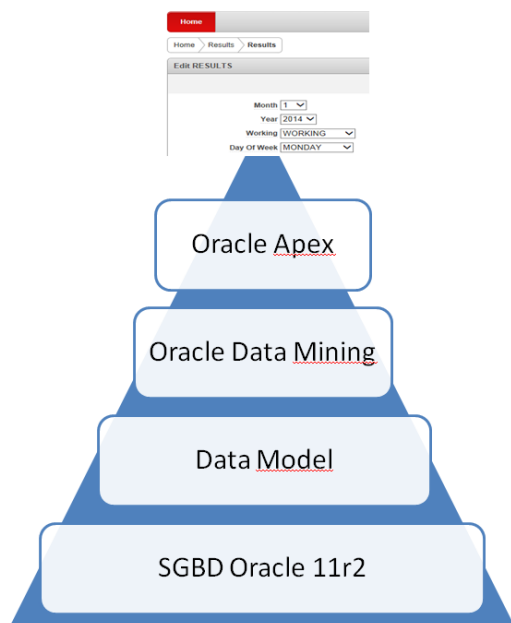 Home
Home Results Results
Edit RESULTS
Month 1
Year 2014
Working WORKING
Day Of Week MONDAY
Oracle Apex
Oracle Data Mining
Data Model
SGBD Oracle 11r2